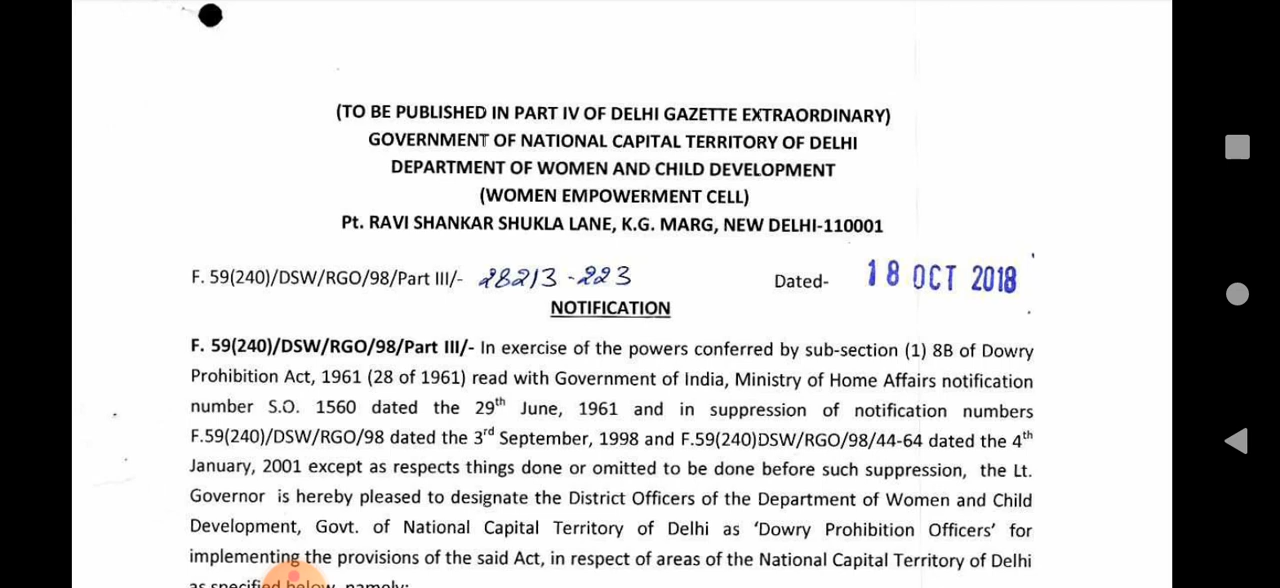 (TO BE PUBLISHED IN PART IV OF DELHI GAZETTE EXTRAORDINARY)
GOVERNMENT OF NATIONAL CAPITAL TERRITORY OF DELHI
DEPARTMENT OF WOMEN AND CHILD DEVELOPMENT
(WOMEN EMPOWERMENT CELL)
Pt. RAVI SHANKAR SHUKLA LANE, K.G. MARG, NEW DELHI-110001
F. 59(240)/DSW/RGO/98/Part III/- 28213-223 Dated- 18 OCT 2018
NOTIFICATION
F. 59(240)/DSW/RGO/98/Part III/- In exercise of the powers conferred by sub-section (1) 8B of Dowry
Prohibition Act, 1961 (28 of 1961) read with Government of India, Ministry of Home Affairs notification
number S.O. 1560 dated the 29th June, 1961 and in suppression of notification numbers
F.59(240)/DSW/RGO/98 dated the 3rd September, 1998 and F.59(240)DSW/RGO/98/44-64 dated the 4th
January, 2001 except as respects things done or omitted to be done before such suppression, the Lt.
Governor is hereby pleased to designate the District Officers of the Department of Women and Child
Development, Govt. of National Capital Territory of Delhi as 'Dowry Prohibition Officers' for
implementing the provisions of the said Act, in respect of areas of the National Capital Territory of Delhi
as specified below, namely: